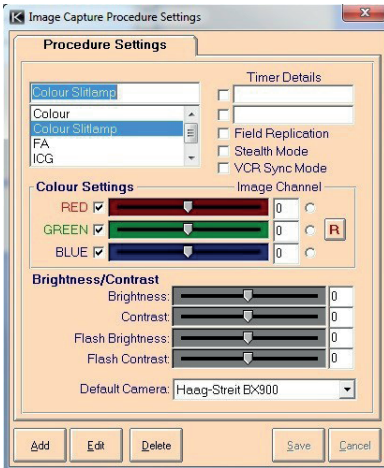 Image Capture Procedure Settings
Procedure Settings
Colour Slitlamp
Colour
Colour Slitlamp
FA
ICG
Timer Details
Field Replication
Stealth Mode
VCR Sync Mode
Colour Settings
Image Channel
RED 0
GREEN 0 R
BLUE 0
Brightness/Contrast
Brightness: 0
Contrast: 0
Flash Brightness: 0
Flash Contrast: 0
Default Camera: Haag-Streit BX900
Add Edit Delete Save Cancel